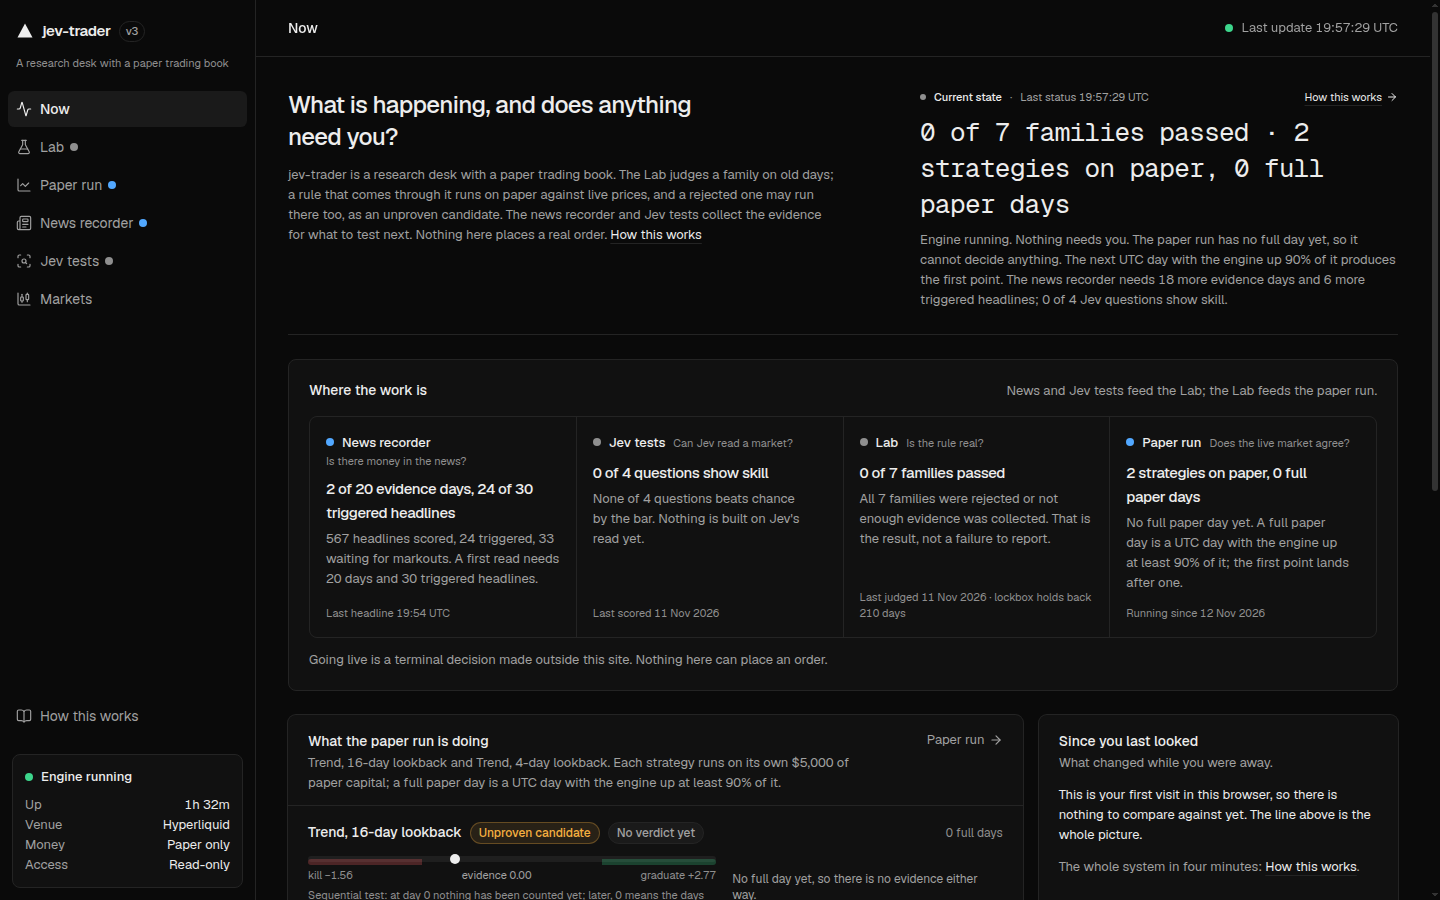 jev-trader v3
A research desk with a paper trading book
Now
Lab
Paper run
News recorder
Jev tests
Markets
How this works
Engine running
Up 1h 32m
Venue Hyperliquid
Money Paper only
Access Read-only
Now
Last update 19:57:29 UTC
What is happening, and does anything
need you?
jev-trader is a research desk with a paper trading book. The Lab judges a family on old days;
a rule that comes through it runs on paper against live prices, and a rejected one may run
there too, as an unproven candidate. The news recorder and Jev tests collect the evidence
for what to test next. Nothing here places a real order. How this works
Current state · Last status 19:57:29 UTC
How this works →
0 of 7 families passed · 2
strategies on paper, 0 full
paper days
Engine running. Nothing needs you. The paper run has no full day yet, so it
cannot decide anything. The next UTC day with the engine up 90% of it produces
the first point. The news recorder needs 18 more evidence days and 6 more
triggered headlines; 0 of 4 Jev questions show skill.
Where the work is
News and Jev tests feed the Lab; the Lab feeds the paper run.
News recorder
Is there money in the news?
2 of 20 evidence days, 24 of 30
triggered headlines
567 headlines scored, 24 triggered, 33
waiting for markouts. A first read needs
20 days and 30 triggered headlines.
Last headline 19:54 UTC
Jev tests Can Jev read a market?
0 of 4 questions show skill
None of 4 questions beats chance
by the bar. Nothing is built on Jev's
read yet.
Last scored 11 Nov 2026
Lab Is the rule real?
0 of 7 families passed
All 7 families were rejected or not
enough evidence was collected. That is
the result, not a failure to report.
Last judged 11 Nov 2026 · lockbox holds back
210 days
Paper run Does the live market agree?
2 strategies on paper, 0 full
paper days
No full paper day yet. A full paper
day is a UTC day with the engine up
at least 90% of it; the first point lands
after one.
Running since 12 Nov 2026
Going live is a terminal decision made outside this site. Nothing here can place an order.
What the paper run is doing
Paper run →
Trend, 16-day lookback and Trend, 4-day lookback. Each strategy runs on its own $5,000 of
paper capital; a full paper day is a UTC day with the engine up at least 90% of it.
Trend, 16-day lookback Unproven candidate No verdict yet
0 full days
kill −1.56 evidence 0.00 graduate +2.77
Sequential test: at day 0 nothing has been counted yet; later, 0 means the days
No full day yet, so there is no evidence either
way.
Since you last looked
What changed while you were away.
This is your first visit in this browser, so there is
nothing to compare against yet. The line above is the
whole picture.
The whole system in four minutes: How this works.